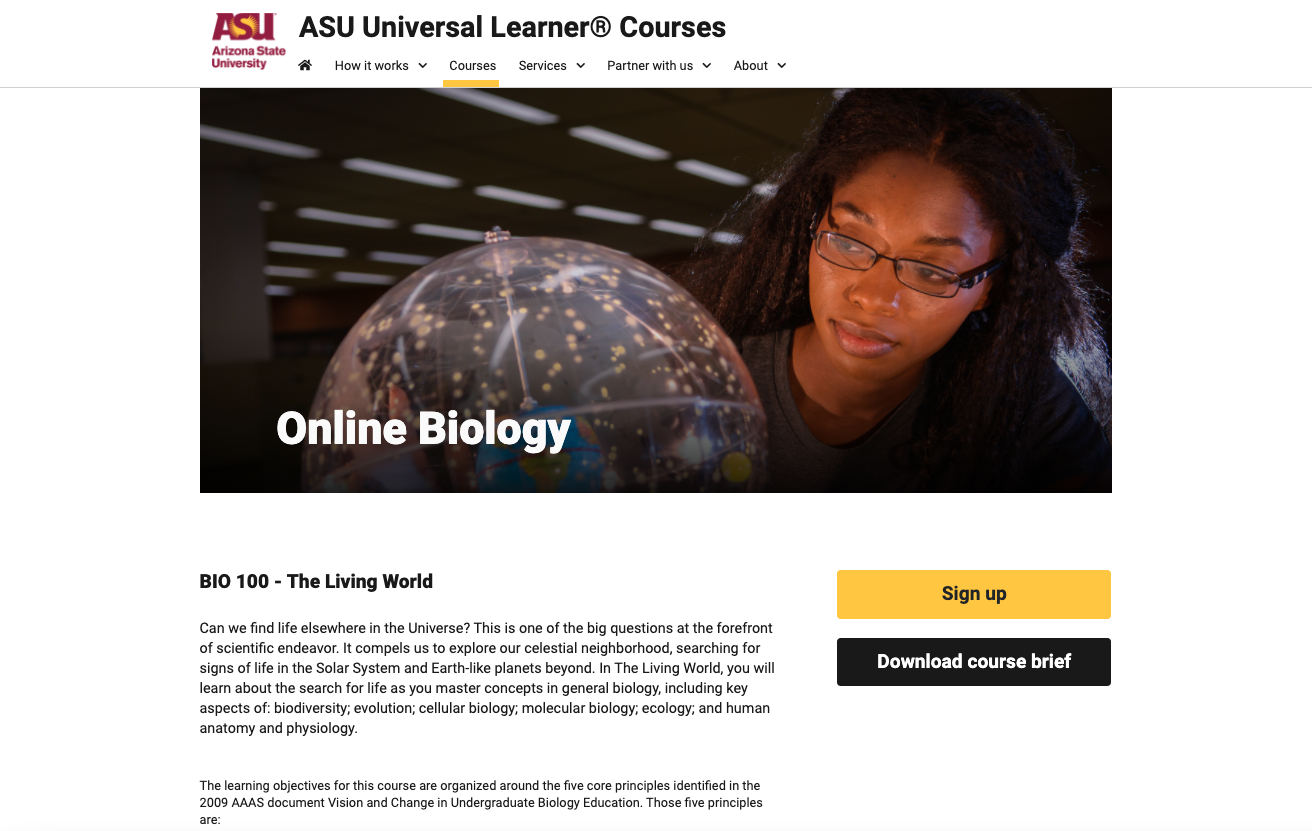 ASU
Arizona State
University
ASU Universal Learner® Courses
How it works
Courses
Services
Partner with us
About
Online Biology
BIO 100 - The Living World
Can we find life elsewhere in the Universe? This is one of the big questions at the forefront
of scientific endeavor. It compels us to explore our celestial neighborhood, searching for
signs of life in the Solar System and Earth-like planets beyond. In The Living World, you will
learn about the search for life as you master concepts in general biology, including key
aspects of: biodiversity; evolution; cellular biology; molecular biology; ecology; and human
anatomy and physiology.
The learning objectives for this course are organized around the five core principles identified in the
2009 AAAS document Vision and Change in Undergraduate Biology Education. Those five principles
are:
Sign up
Download course brief